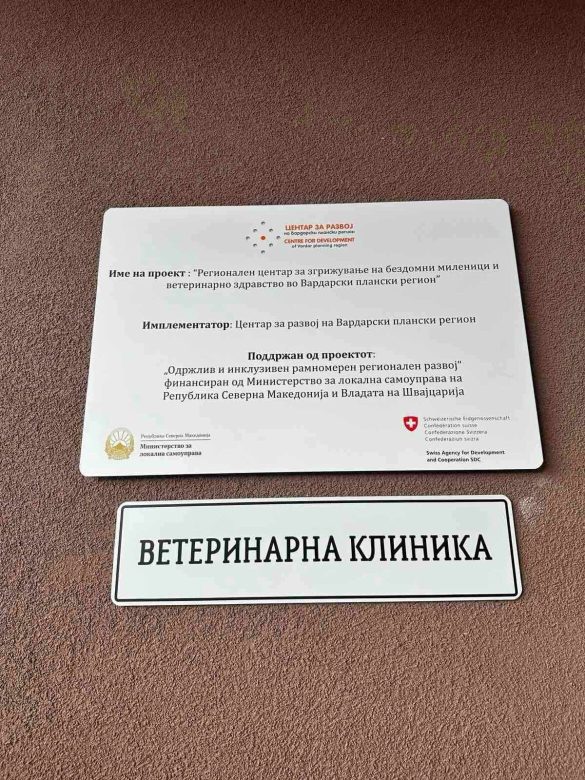 ЦЕНТАР ЗА РАЗВОЈ
на вардарски плански регион
CENTRE FOR DEVELOPMENT
of Vardar planning region
Име на проект : "Регионален центар за згрижување на бездомни миленици и
ветеринарно здравство во Вардарски плански регион"
Имплементатор: Центар за развој на Вардарски плански регион
Поддржан од проектот:
„Одржлив и инклузивен рамномерен регионален развој"
финансиран од Министерство за локална самоуправа на
Република Северна Македонија и Владата на Швајцарија
Република Северна Македонија
Министерство за
локална самоуправа
Schweizerische Eidgenossenschaft
Confédération suisse
Confederazione Svizzera
Confederaziun svizra
Swiss Agency for Development
and Cooperation SDC
ВЕТЕРИНАРНА КЛИНИКА